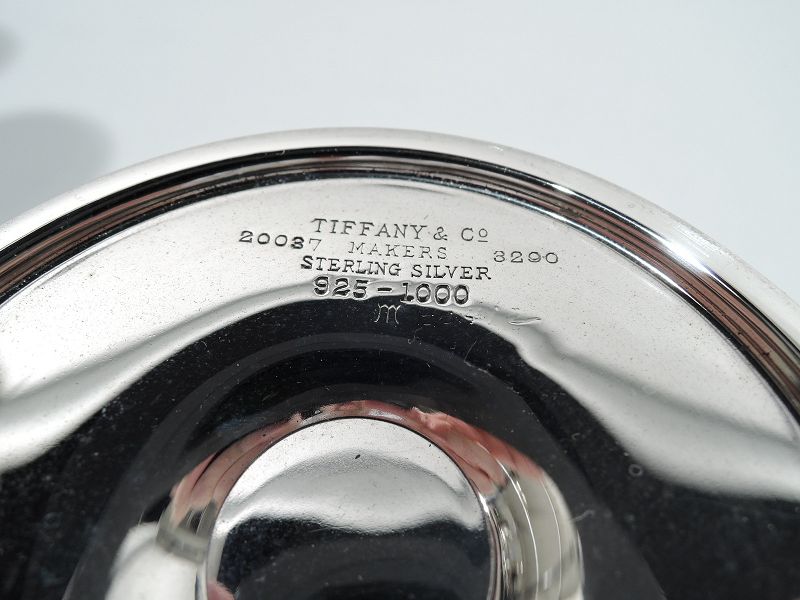 TIFFANY & Co
20037 MAKERS 3290
STERLING SILVER
925-1000
m